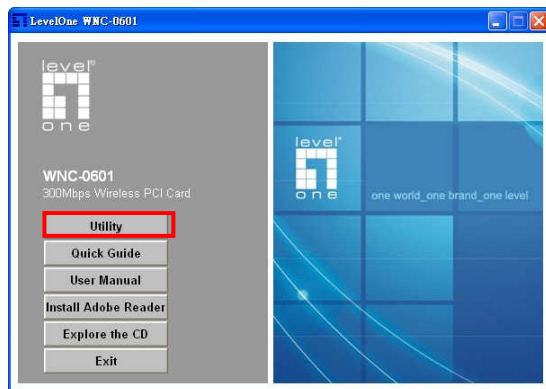 LevelOne WNC-0601
level®
one
WNC-0601
300Mbps Wireless PCI Card
Utility
Quick Guide
User Manual
Install Adobe Reader
Explore the CD
Exit
level®
one
one world_one brand_one level